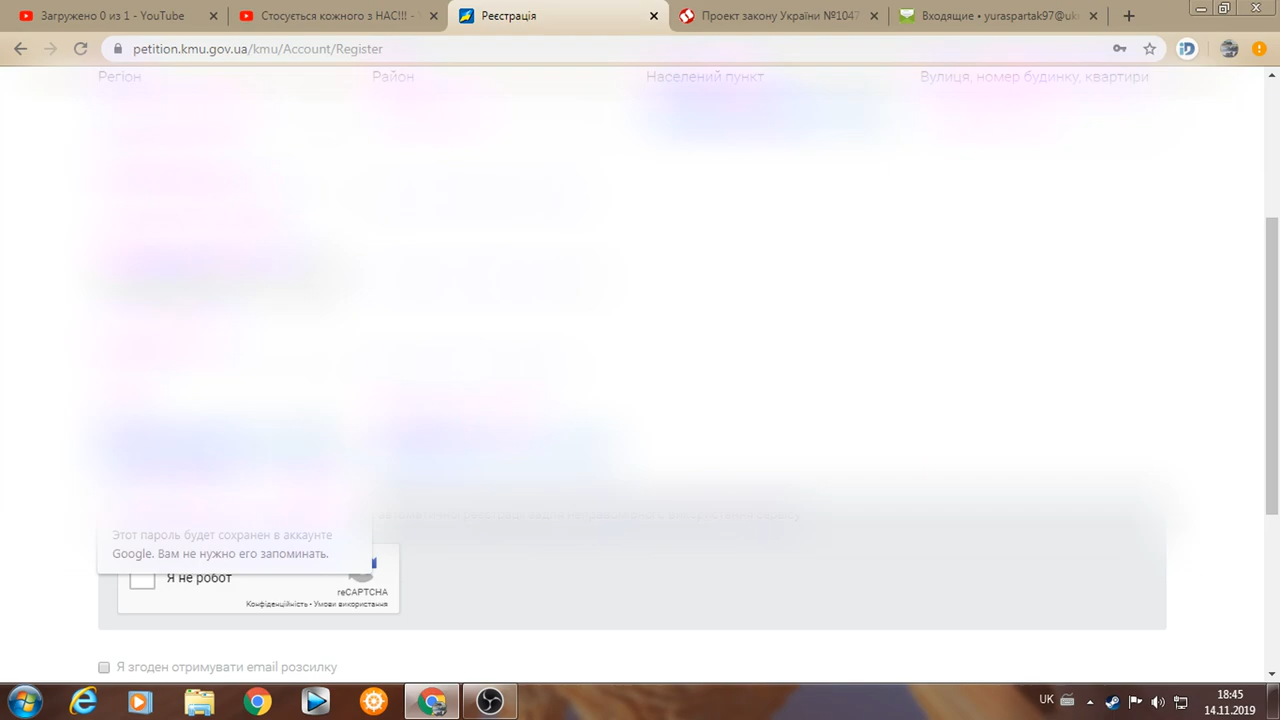 Загружено 0 из 1 - YouTube
Стосується кожного з НАС!!! -
Реєстрація
Проект закону України №1047
Входящие • yuraspartak97@uk
petition.kmu.gov.ua/kmu/Account/Register
Регіон
Район
Населений пункт
Вулиця, номер будинку, квартири
Этот пароль будет сохранен в аккаунте
Google. Вам не нужно его запоминать.
Я не робот
reCAPTCHA
Конфіденційність • Умови використання
Я згоден отримувати email розсилку
UK
18:45
14.11.2019